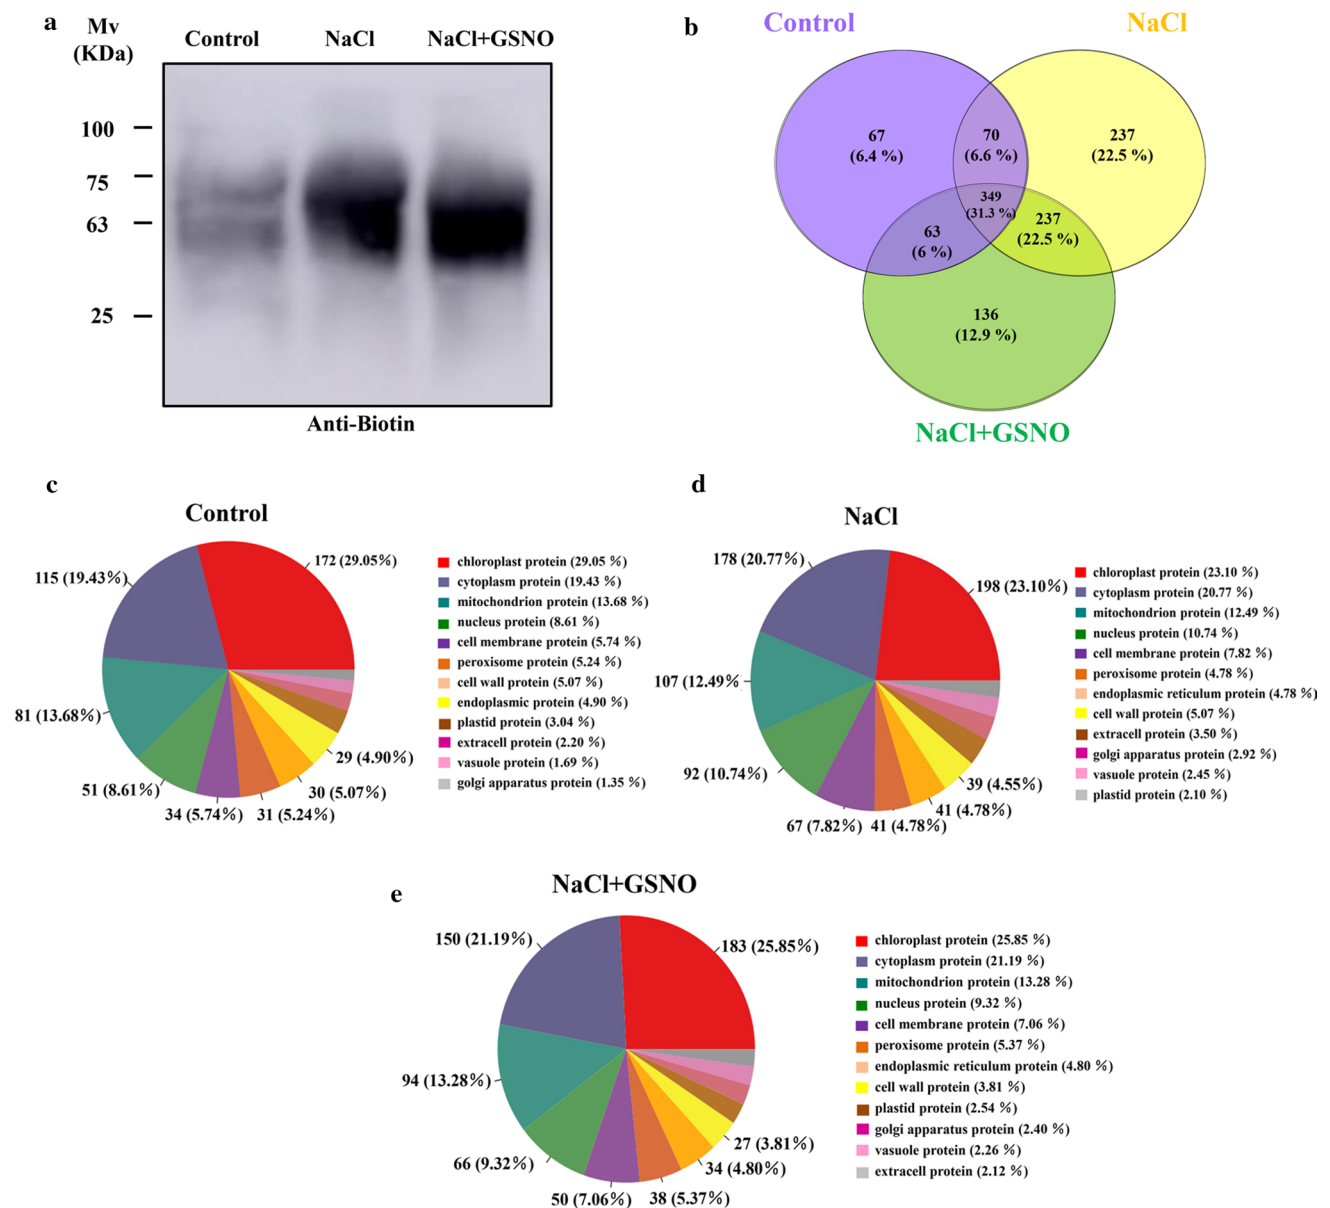 a
Mv
(KDa)
Control NaCl NaCl+GSNO
100
75
63
25
Anti-Biotin
b
Control
NaCl
67
(6.4 %)
70
(6.6 %)
237
(22.5 %)
349
(31.3 %)
63
(6 %)
237
(22.5 %)
136
(12.9 %)
NaCl+GSNO
c
Control
172 (29.05%)
115 (19.43%)
81 (13.68%)
51 (8.61%)
34 (5.74%)
31 (5.24%)
30 (5.07%)
29 (4.90%)
chloroplast protein (29.05 %)
cytoplasm protein (19.43 %)
mitochondrion protein (13.68 %)
nucleus protein (8.61 %)
cell membrane protein (5.74 %)
peroxisome protein (5.24 %)
cell wall protein (5.07 %)
endoplasmic protein (4.90 %)
plastid protein (3.04 %)
extracell protein (2.20 %)
vasuole protein (1.69 %)
golgi apparatus protein (1.35 %)
d
NaCl
198 (23.10%)
178 (20.77%)
107 (12.49%
92 (10.74%)
67 (7.82%)
41 (4.78%)
41 (4.78%)
39 (4.55%)
chloroplast protein (23.10 %)
cytoplasm protein (20.77 %)
mitochondrion protein (12.49 %)
nucleus protein (10.74 %)
cell membrane protein (7.82 %)
peroxisome protein (4.78 %)
endoplasmic reticulum protein (4.78 %)
cell wall protein (5.07 %)
extracell protein (3.50 %)
golgi apparatus protein (2.92 %)
vasuole protein (2.45 %)
plastid protein (2.10 %)
e
NaCl+GSNO
183 (25.85%)
150 (21.19%)
94 (13.28%)
66 (9.32%)
50 (7.06%)
38 (5.37%)
34 (4.80%)
27 (3.81%)
chloroplast protein (25.85 %)
cytoplasm protein (21.19 %)
mitochondrion protein (13.28 %)
nucleus protein (9.32 %)
cell membrane protein (7.06 %)
peroxisome protein (5.37 %)
endoplasmic reticulum protein (4.80 %)
cell wall protein (3.81 %)
plastid protein (2.54 %)
golgi apparatus protein (2.40 %)
vasuole protein (2.26 %)
extracell protein (2.12 %)